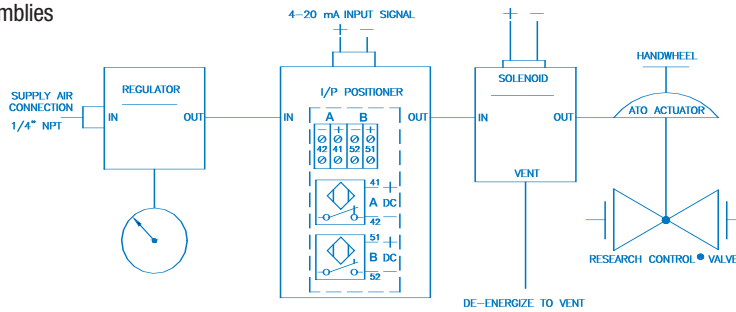 mblies
4-20 mA INPUT SIGNAL
+ −
+ −
SUPPLY AIR
CONNECTION
1/4" NPT
REGULATOR
IN OUT
I/P POSITIONER
IN OUT
A B
− + − +
42 41 52 51
41 +
A DC
42 −
51 +
B DC
52 −
SOLENOID
IN OUT
VENT
DE-ENERGIZE TO VENT
HANDWHEEL
ATO ACTUATOR
RESEARCH CONTROL● VALVE